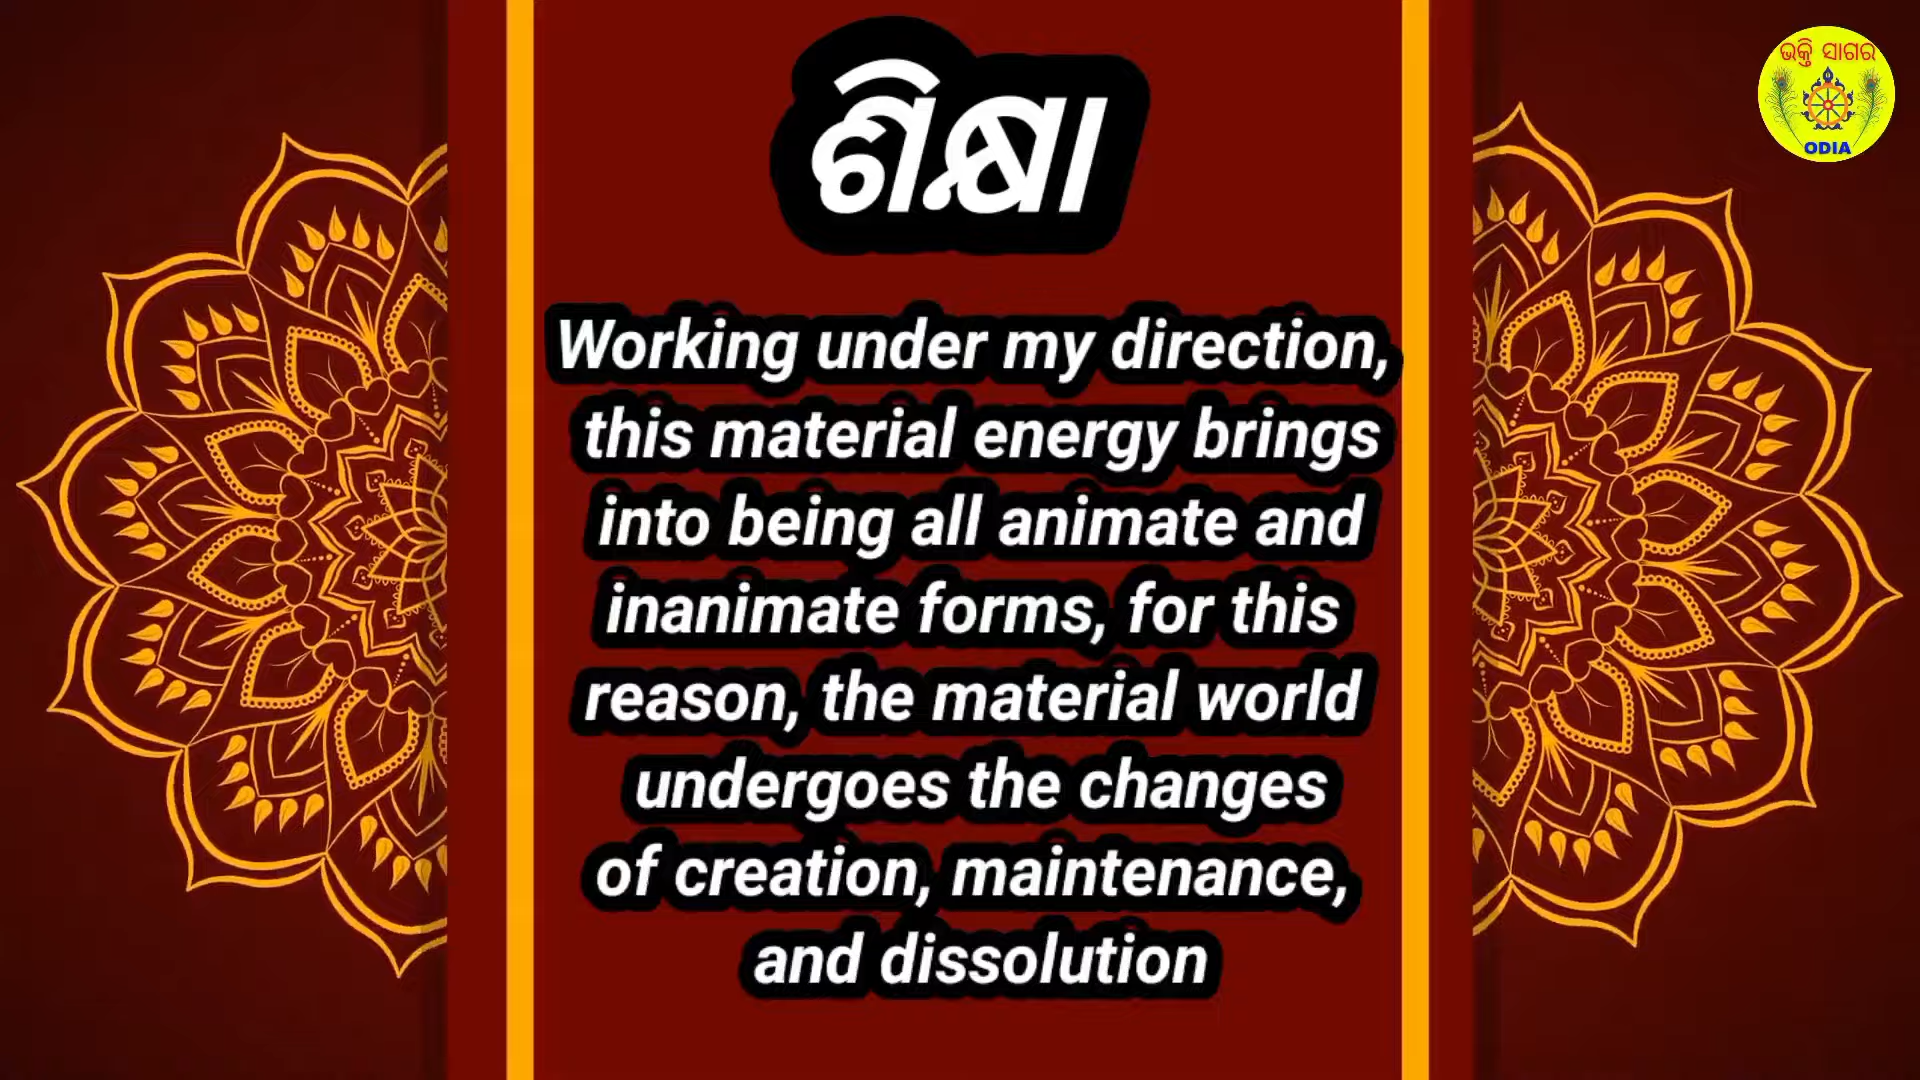 ଶିକ୍ଷା
Working under my direction,
this material energy brings
into being all animate and
inanimate forms, for this
reason, the material world
undergoes the changes
of creation, maintenance,
and dissolution
ଭକ୍ତି ସାଗର
ODIA